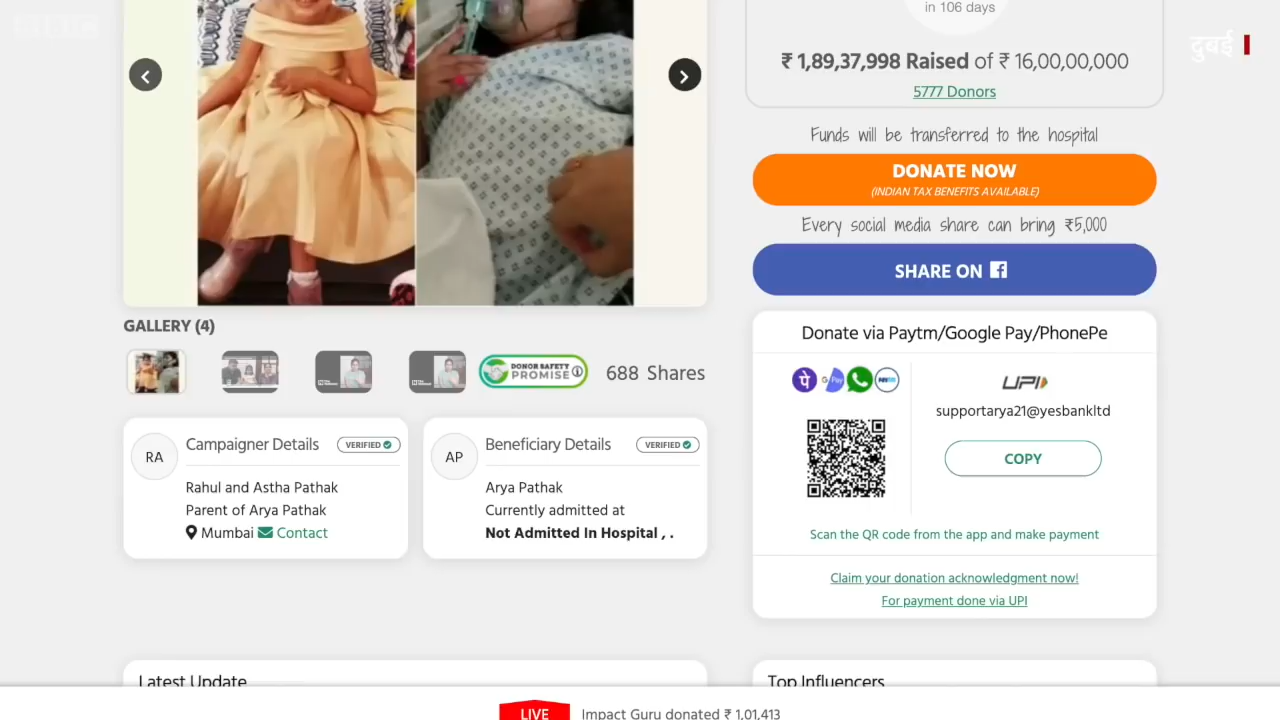 in 106 days
दुबई
₹ 1,89,37,998 Raised of ₹ 16,00,00,000
5777 Donors
Funds will be transferred to the hospital
DONATE NOW
(INDIAN TAX BENEFITS AVAILABLE)
Every social media share can bring ₹5,000
SHARE ON
GALLERY (4)
DONOR SAFETY
PROMISE
688 Shares
Campaigner Details
VERIFIED
RA
Rahul and Astha Pathak
Parent of Arya Pathak
Mumbai Contact
Beneficiary Details
VERIFIED
AP
Arya Pathak
Currently admitted at
Not Admitted In Hospital , .
Donate via Paytm/Google Pay/PhonePe
UPI
supportarya21@yesbankltd
COPY
Scan the QR code from the app and make payment
Claim your donation acknowledgment now!
For payment done via UPI
Latest Update
Top Influencers
LIVE
Impact Guru donated ₹ 1,01,413